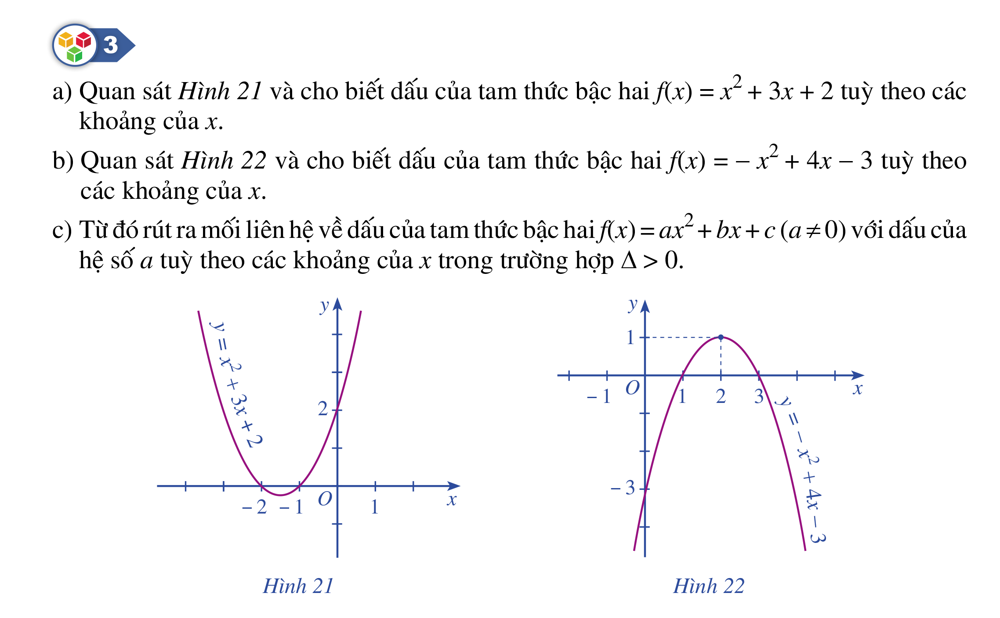 3
a) Quan sát Hình 21 và cho biết dấu của tam thức bậc hai f(x) = x² + 3x + 2 tuỳ theo các
khoảng của x.
b) Quan sát Hình 22 và cho biết dấu của tam thức bậc hai f(x) = – x² + 4x – 3 tuỳ theo
các khoảng của x.
c) Từ đó rút ra mối liên hệ về dấu của tam thức bậc hai f(x) = ax² + bx + c (a ≠ 0) với dấu của
hệ số a tuỳ theo các khoảng của x trong trường hợp Δ > 0.
y
y = x² + 3x + 2
2
– 2
– 1
O
1
x
Hình 21
y
1
– 1
O
1
2
3
x
y = – x² + 4x – 3
– 3
Hình 22